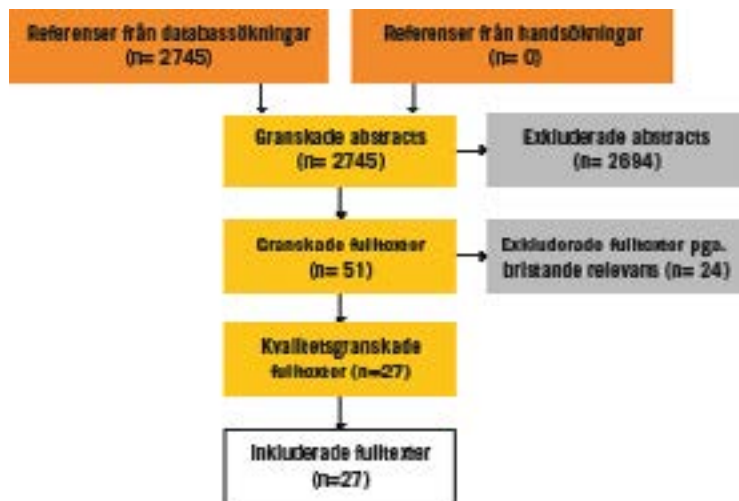 Referenser från databassökningar
(n= 2745)
Referenser från handsökningar
(n= 0)
Granskade abstracts
(n= 2745)
Exkluderade abstracts
(n= 2694)
Granskade fulltexter
(n= 51)
Exkluderade fulltexter pga.
bristande relevans (n= 24)
Kvalitetsgranskade
fulltexter (n=27)
Inkluderade fulltexter
(n=27)